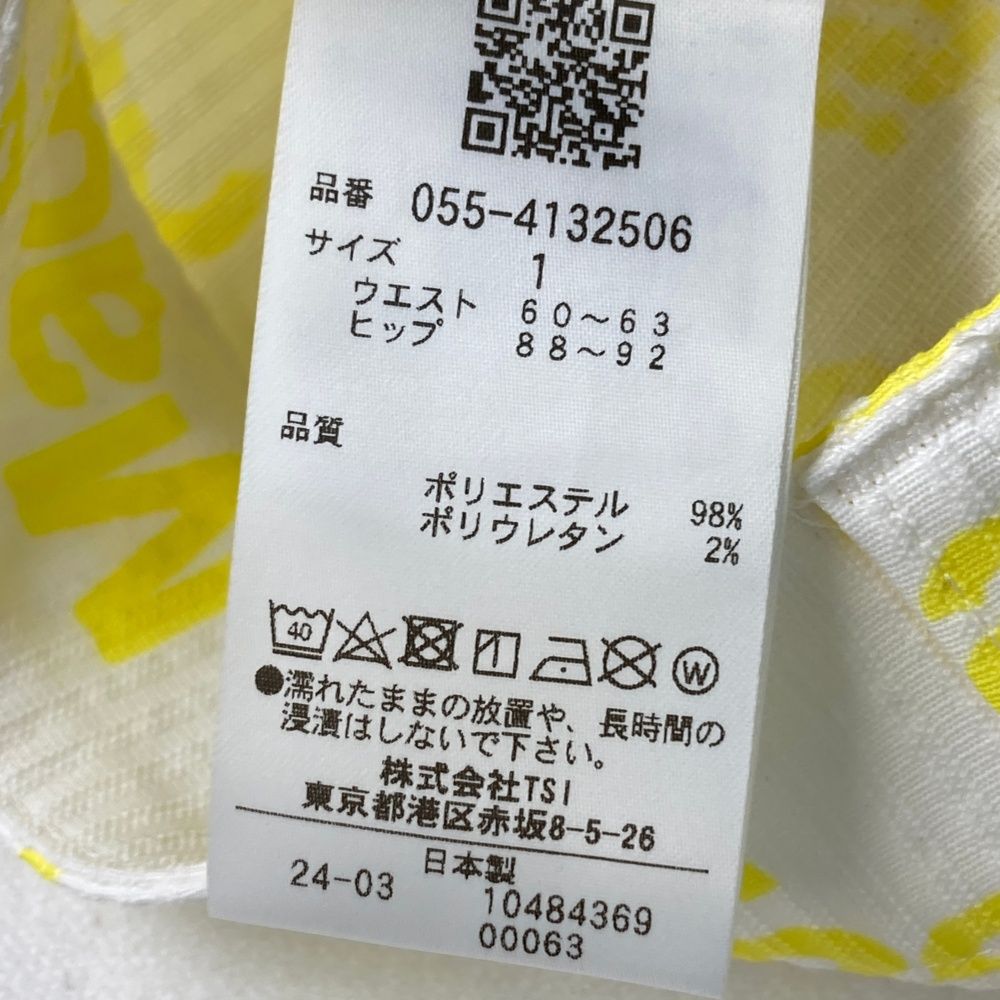 品番 055-4132506
サイズ 1
ウエスト 60～63
ヒップ 88～92
品質
ポリエステル 98%
ポリウレタン 2%
40
W
●濡れたままの放置や、長時間の
浸漬はしないで下さい。
株式会社TSI
東京都港区赤坂8-5-26
日本製
24-03 10484369
00063